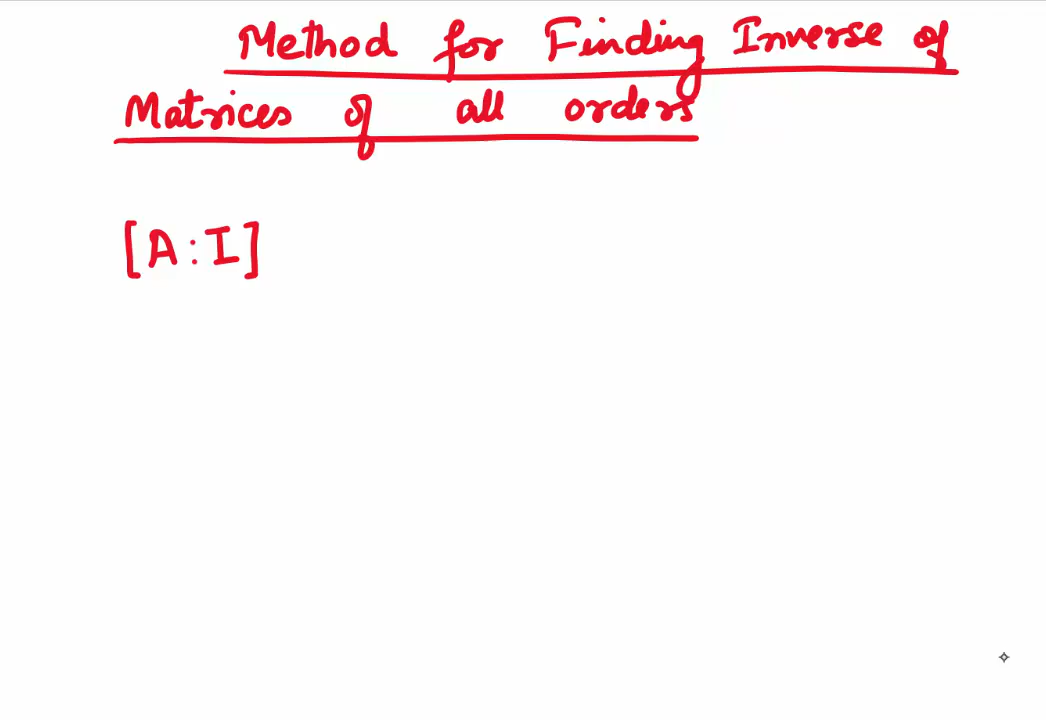 Method for Finding Inverse of
Matrices of all orders
[A:I]